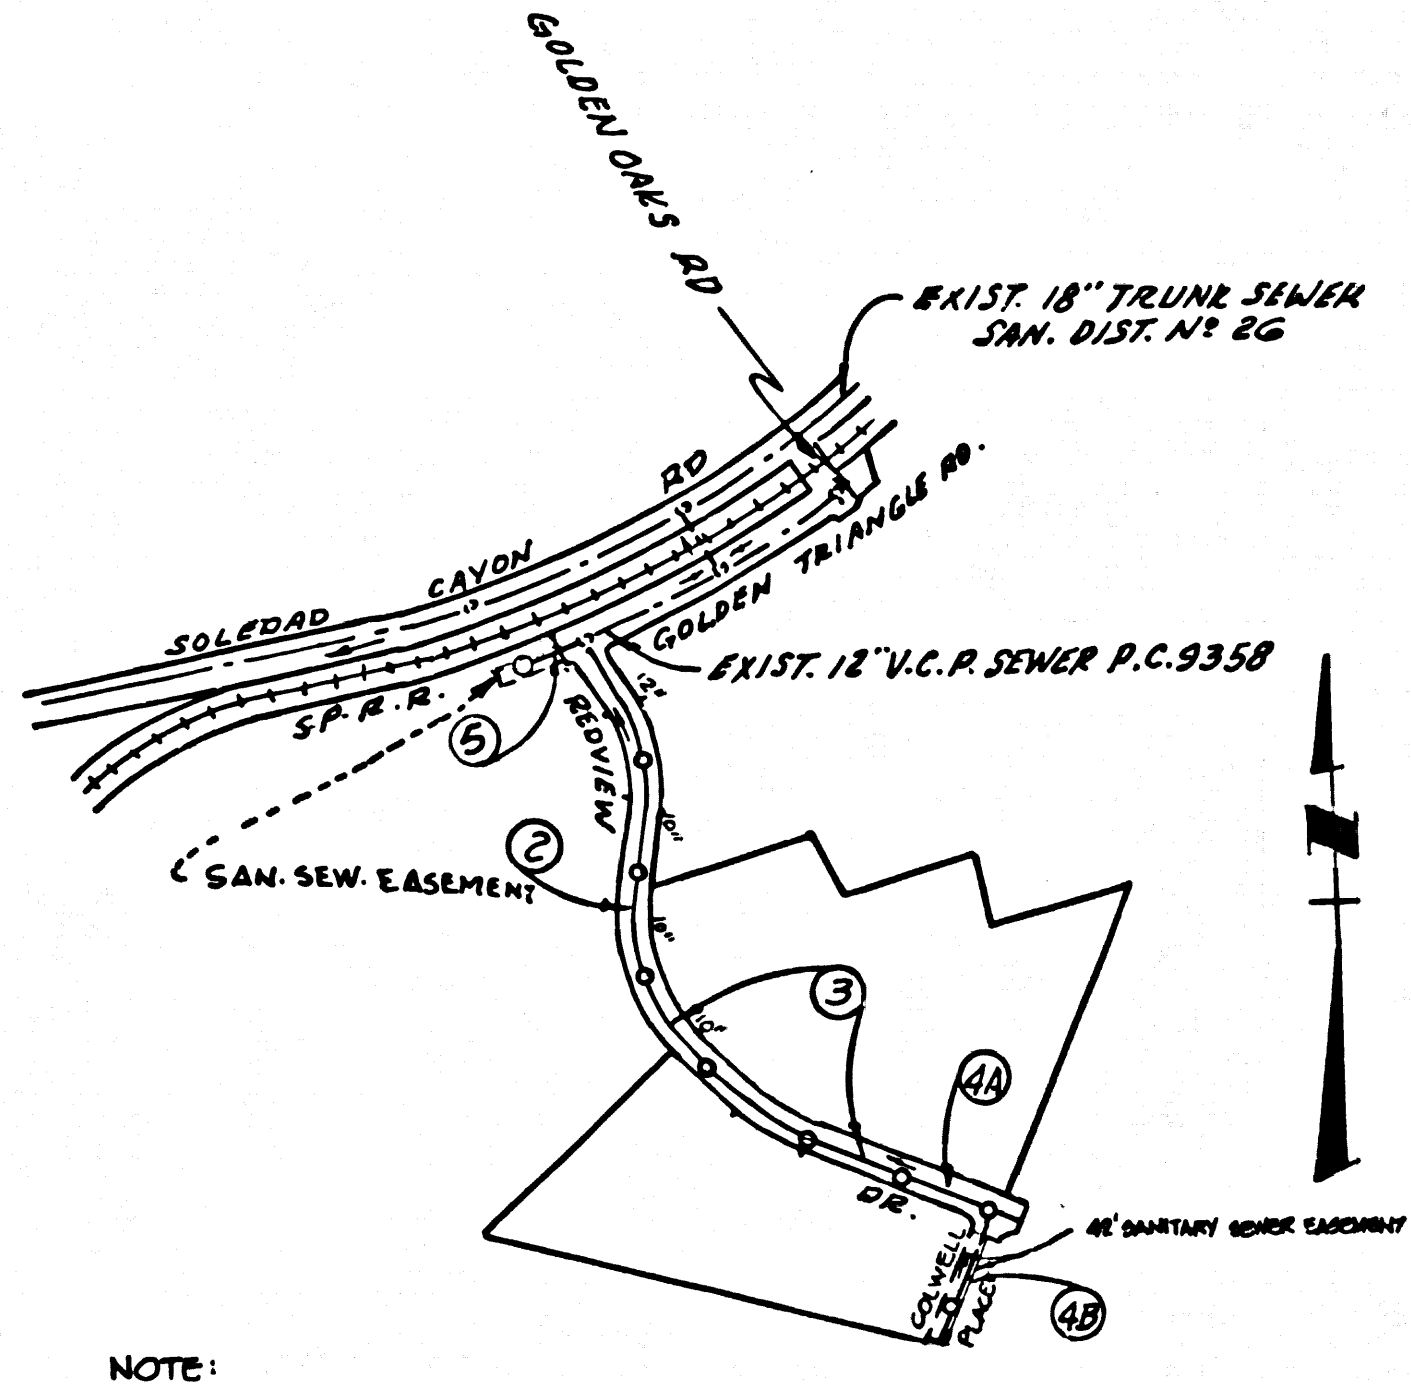 GOLDEN OAKS RD
EXIST. 18" TRUNK SEWER
SAN. DIST. Nº 26
SOLEDAD CAYON RD
GOLDEN TRIANGLE RD.
EXIST. 12" V.C.P. SEWER P.C. 9358
S.P. R.R.
5
12"
REDVIEW
2
10"
SAN. SEW. EASEMENT
10"
3
10"
N
4A
DR.
42' SANITARY SEWER EASEMENT
COLWELL
PLACE
4B
NOTE: